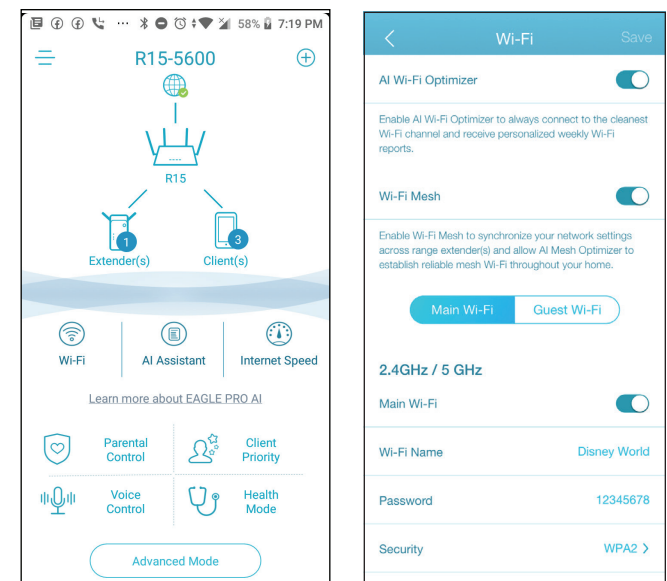 58% 7:19 PM
R15-5600
R15
1
3
Extender(s) Client(s)
Wi-Fi AI Assistant Internet Speed
Learn more about EAGLE PRO AI
Parental
Control
Client
Priority
Voice
Control
Health
Mode
Advanced Mode
Wi-Fi Save
AI Wi-Fi Optimizer
Enable AI Wi-Fi Optimizer to always connect to the cleanest
Wi-Fi channel and receive personalized weekly Wi-Fi
reports.
Wi-Fi Mesh
Enable Wi-Fi Mesh to synchronize your network settings
across range extender(s) and allow AI Mesh Optimizer to
establish reliable mesh Wi-Fi throughout your home.
Main Wi-Fi Guest Wi-Fi
2.4GHz / 5 GHz
Main Wi-Fi
Wi-Fi Name Disney World
Password 12345678
Security WPA2